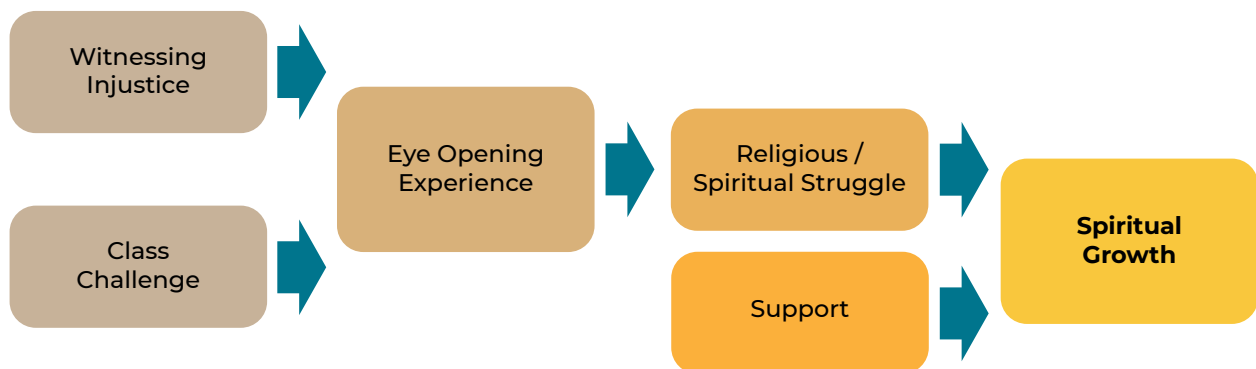 Witnessing
Injustice
Class
Challenge
Eye Opening
Experience
Religious /
Spiritual Struggle
Support
Spiritual
Growth